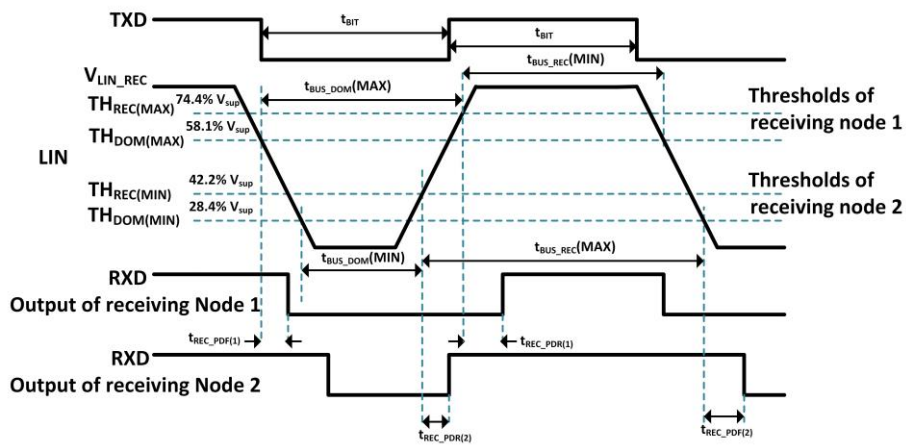 TXD
tBIT
tBIT
tBUS_REC(MIN)
VLIN_REC
tBUS_DOM(MAX)
THREC(MAX) 74.4% Vsup
Thresholds of
receiving node 1
THDOM(MAX) 58.1% Vsup
LIN
THREC(MIN) 42.2% Vsup
Thresholds of
receiving node 2
THDOM(MIN) 28.4% Vsup
tBUS_DOM(MIN)
tBUS_REC(MAX)
RXD
Output of receiving Node 1
tREC_PDF(1)
tREC_PDR(1)
RXD
Output of receiving Node 2
tREC_PDR(2)
tREC_PDF(2)